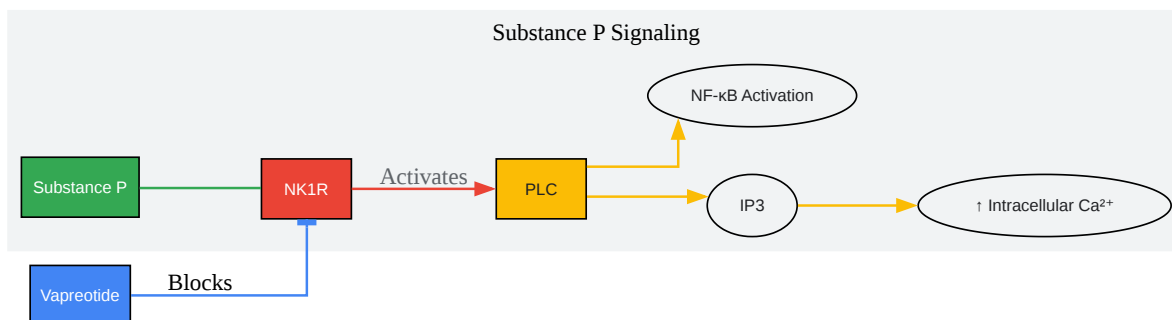 Substance P Signaling
NF-κB Activation
Substance P
NK1R
Activates
PLC
IP3
↑ Intracellular Ca²⁺
Vapreotide
Blocks